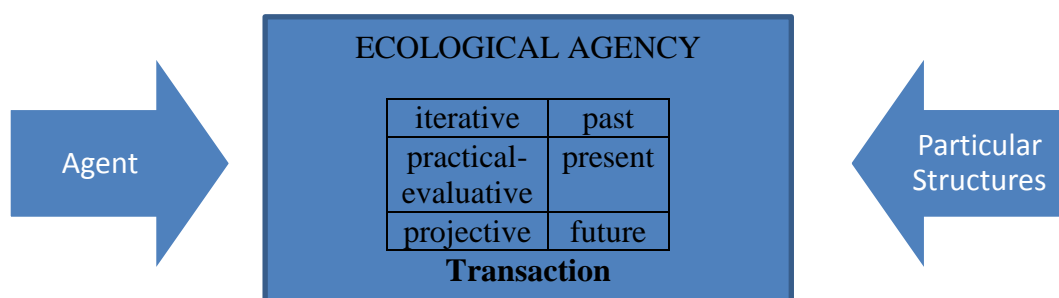 ECOLOGICAL AGENCY
Agent
iterative past
practical- present
evaluative
projective future
Transaction
Particular
Structures